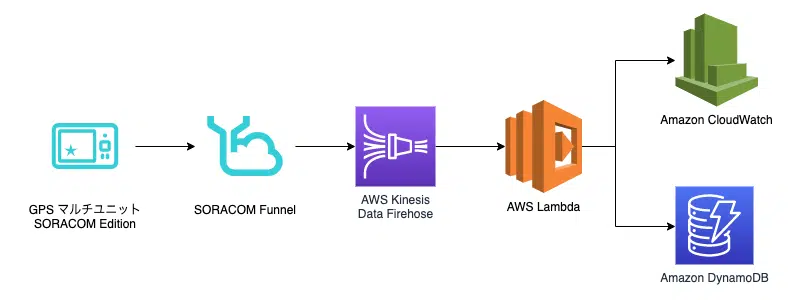 GPS マルチユニット
SORACOM Edition
SORACOM Funnel
AWS Kinesis
Data Firehose
AWS Lambda
Amazon CloudWatch
Amazon DynamoDB